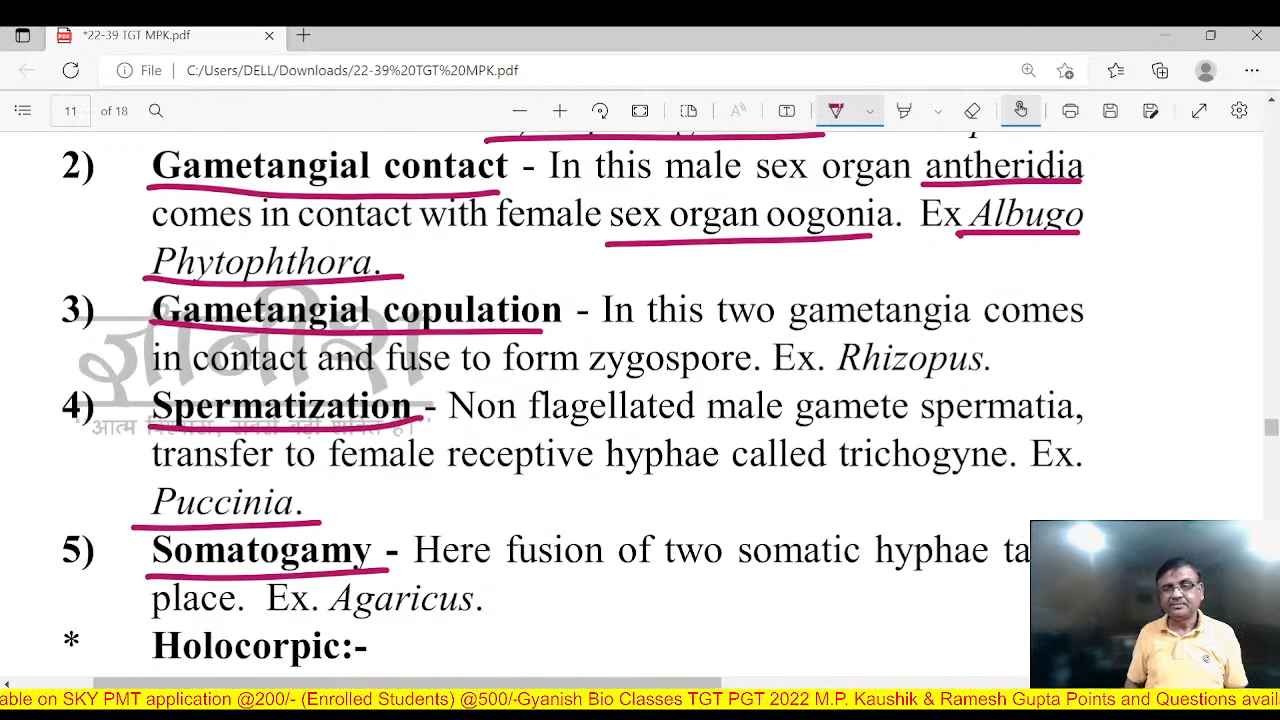 *22-39 TGT MPK.pdf
File C:/Users/DELL/Downloads/22-39%20TGT%20MPK.pdf
11 of 18
2) Gametangial contact - In this male sex organ antheridia
comes in contact with female sex organ oogonia. Ex Albugo
Phytophthora.
3) Gametangial copulation - In this two gametangia comes
in contact and fuse to form zygospore. Ex. Rhizopus.
ज्ञानीश
4) Spermatization - Non flagellated male gamete spermatia,
transfer to female receptive hyphae called trichogyne. Ex.
Puccinia.
5) Somatogamy - Here fusion of two somatic hyphae
place. Ex. Agaricus.
* Holocorpic:-
able on SKY PMT application @200/- (Enrolled Students) @500/-Gyanish Bio Classes TGT PGT 2022 M.P. Kaushik & Ramesh Gupta Points and Questions avail